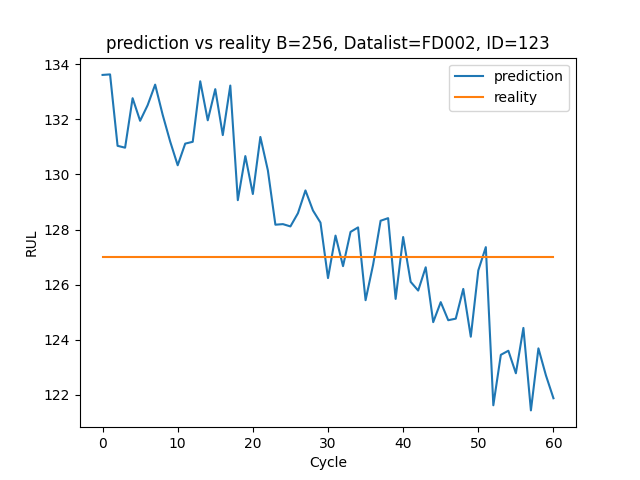 prediction vs reality B=256, Datalist=FD002, ID=123
prediction
reality
134
132
130
128
126
124
122
RUL
0 10 20 30 40 50 60
Cycle